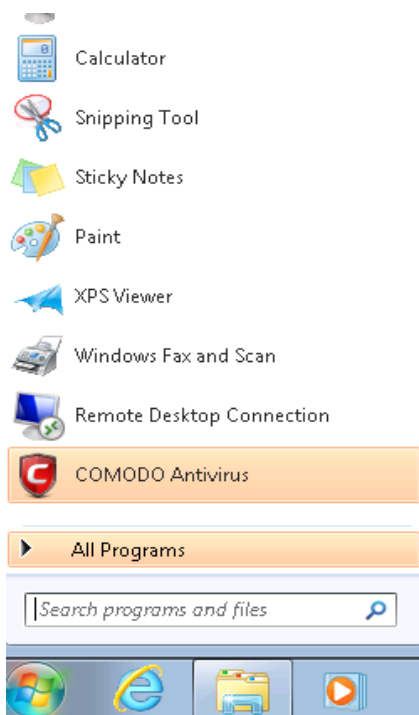 Calculator
Snipping Tool
Sticky Notes
Paint
XPS Viewer
Windows Fax and Scan
Remote Desktop Connection
COMODO Antivirus
All Programs
Search programs and files